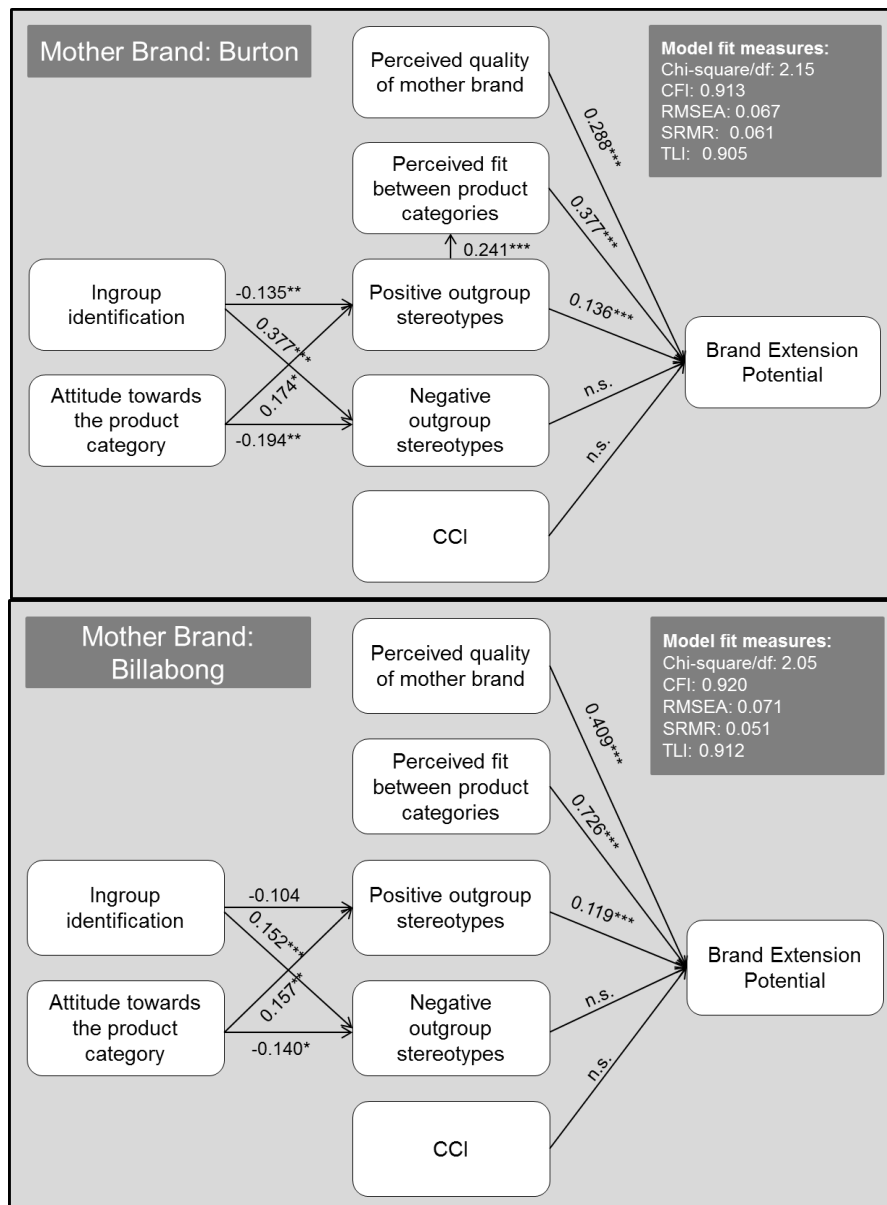 Mother Brand: Burton
Model fit measures:
Chi-square/df: 2.15
CFI: 0.913
RMSEA: 0.067
SRMR: 0.061
TLI: 0.905
Perceived quality
of mother brand
0.288***
Perceived fit
between product
categories
0.377***
0.241***
Ingroup
identification
-0.135**
0.377***
Positive outgroup
stereotypes
0.136***
Brand Extension
Potential
Attitude towards
the product
category
0.174*
-0.194**
Negative
outgroup
stereotypes
n.s.
CCI
n.s.
Mother Brand:
Billabong
Model fit measures:
Chi-square/df: 2.05
CFI: 0.920
RMSEA: 0.071
SRMR: 0.051
TLI: 0.912
Perceived quality
of mother brand
0.409***
Perceived fit
between product
categories
0.726***
Ingroup
identification
-0.104
0.152***
Positive outgroup
stereotypes
0.119***
Brand Extension
Potential
Attitude towards
the product
category
0.157**
-0.140*
Negative
outgroup
stereotypes
n.s.
CCI
n.s.